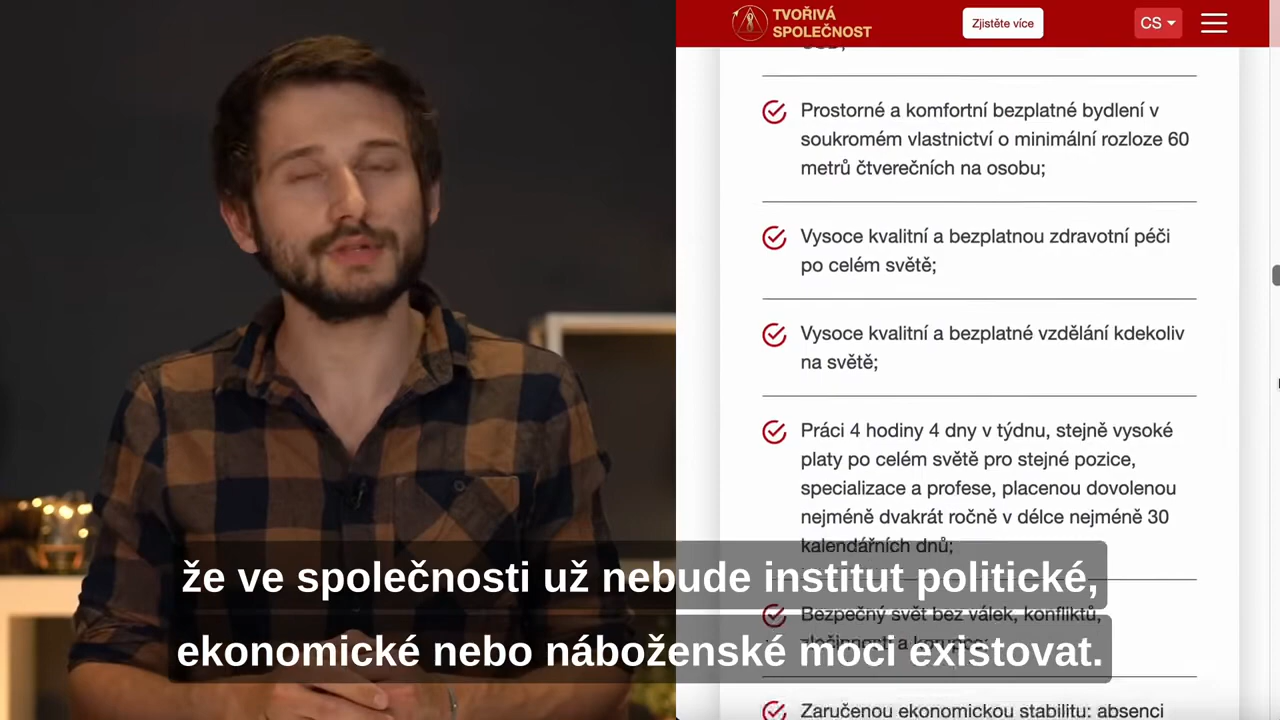 TVOŘIVÁ
SPOLEČNOST
Zjistěte více
CS
USD;
Prostorné a komfortní bezplatné bydlení v
soukromém vlastnictví o minimální rozloze 60
metrů čtverečních na osobu;
Vysoce kvalitní a bezplatnou zdravotní péči
po celém světě;
Vysoce kvalitní a bezplatné vzdělání kdekoliv
na světě;
Práci 4 hodiny 4 dny v týdnu, stejně vysoké
platy po celém světě pro stejné pozice,
specializace a profese, placenou dovolenou
nejméně dvakrát ročně v délce nejméně 30
kalendářních dnů;
Bezpečný svět bez válek, konfliktů,
zločinnosti a korupce;
Zaručenou ekonomickou stabilitu: absenci
že ve společnosti už nebude institut politické,
ekonomické nebo náboženské moci existovat.